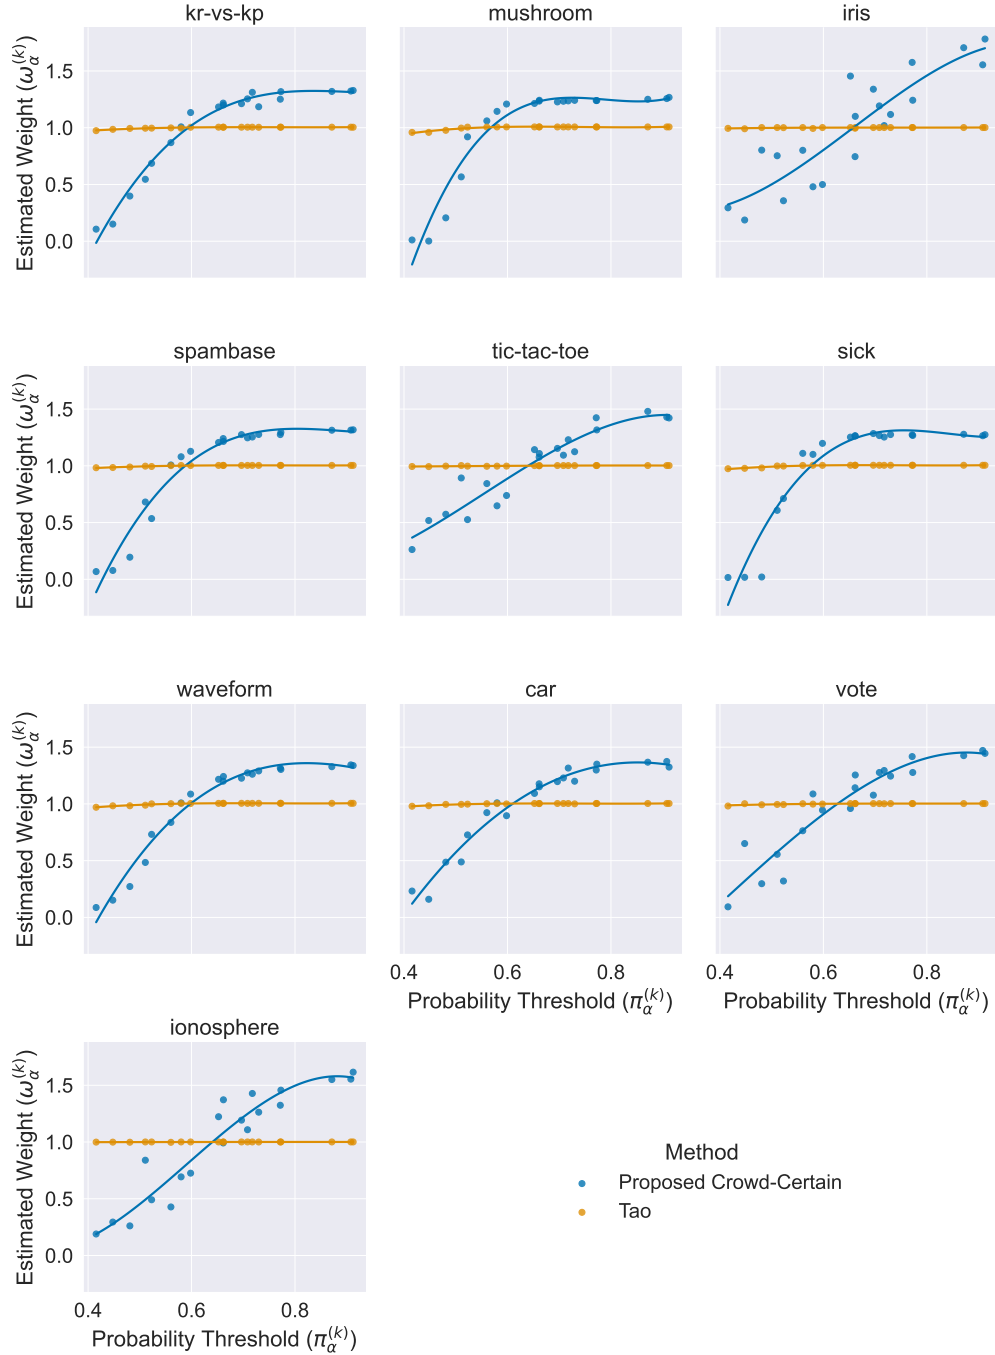 kr-vs-kp
mushroom
iris
Estimated Weight (ω_α^(k))
1.5
1.0
0.5
0.0
spambase
tic-tac-toe
sick
Estimated Weight (ω_α^(k))
1.5
1.0
0.5
0.0
waveform
car
vote
Estimated Weight (ω_α^(k))
1.5
1.0
0.5
0.0
0.4 0.6 0.8
0.4 0.6 0.8
Probability Threshold (π_α^(k))
Probability Threshold (π_α^(k))
ionosphere
Estimated Weight (ω_α^(k))
1.5
1.0
0.5
0.0
0.4 0.6 0.8
Probability Threshold (π_α^(k))
Method
Proposed Crowd-Certain
Tao